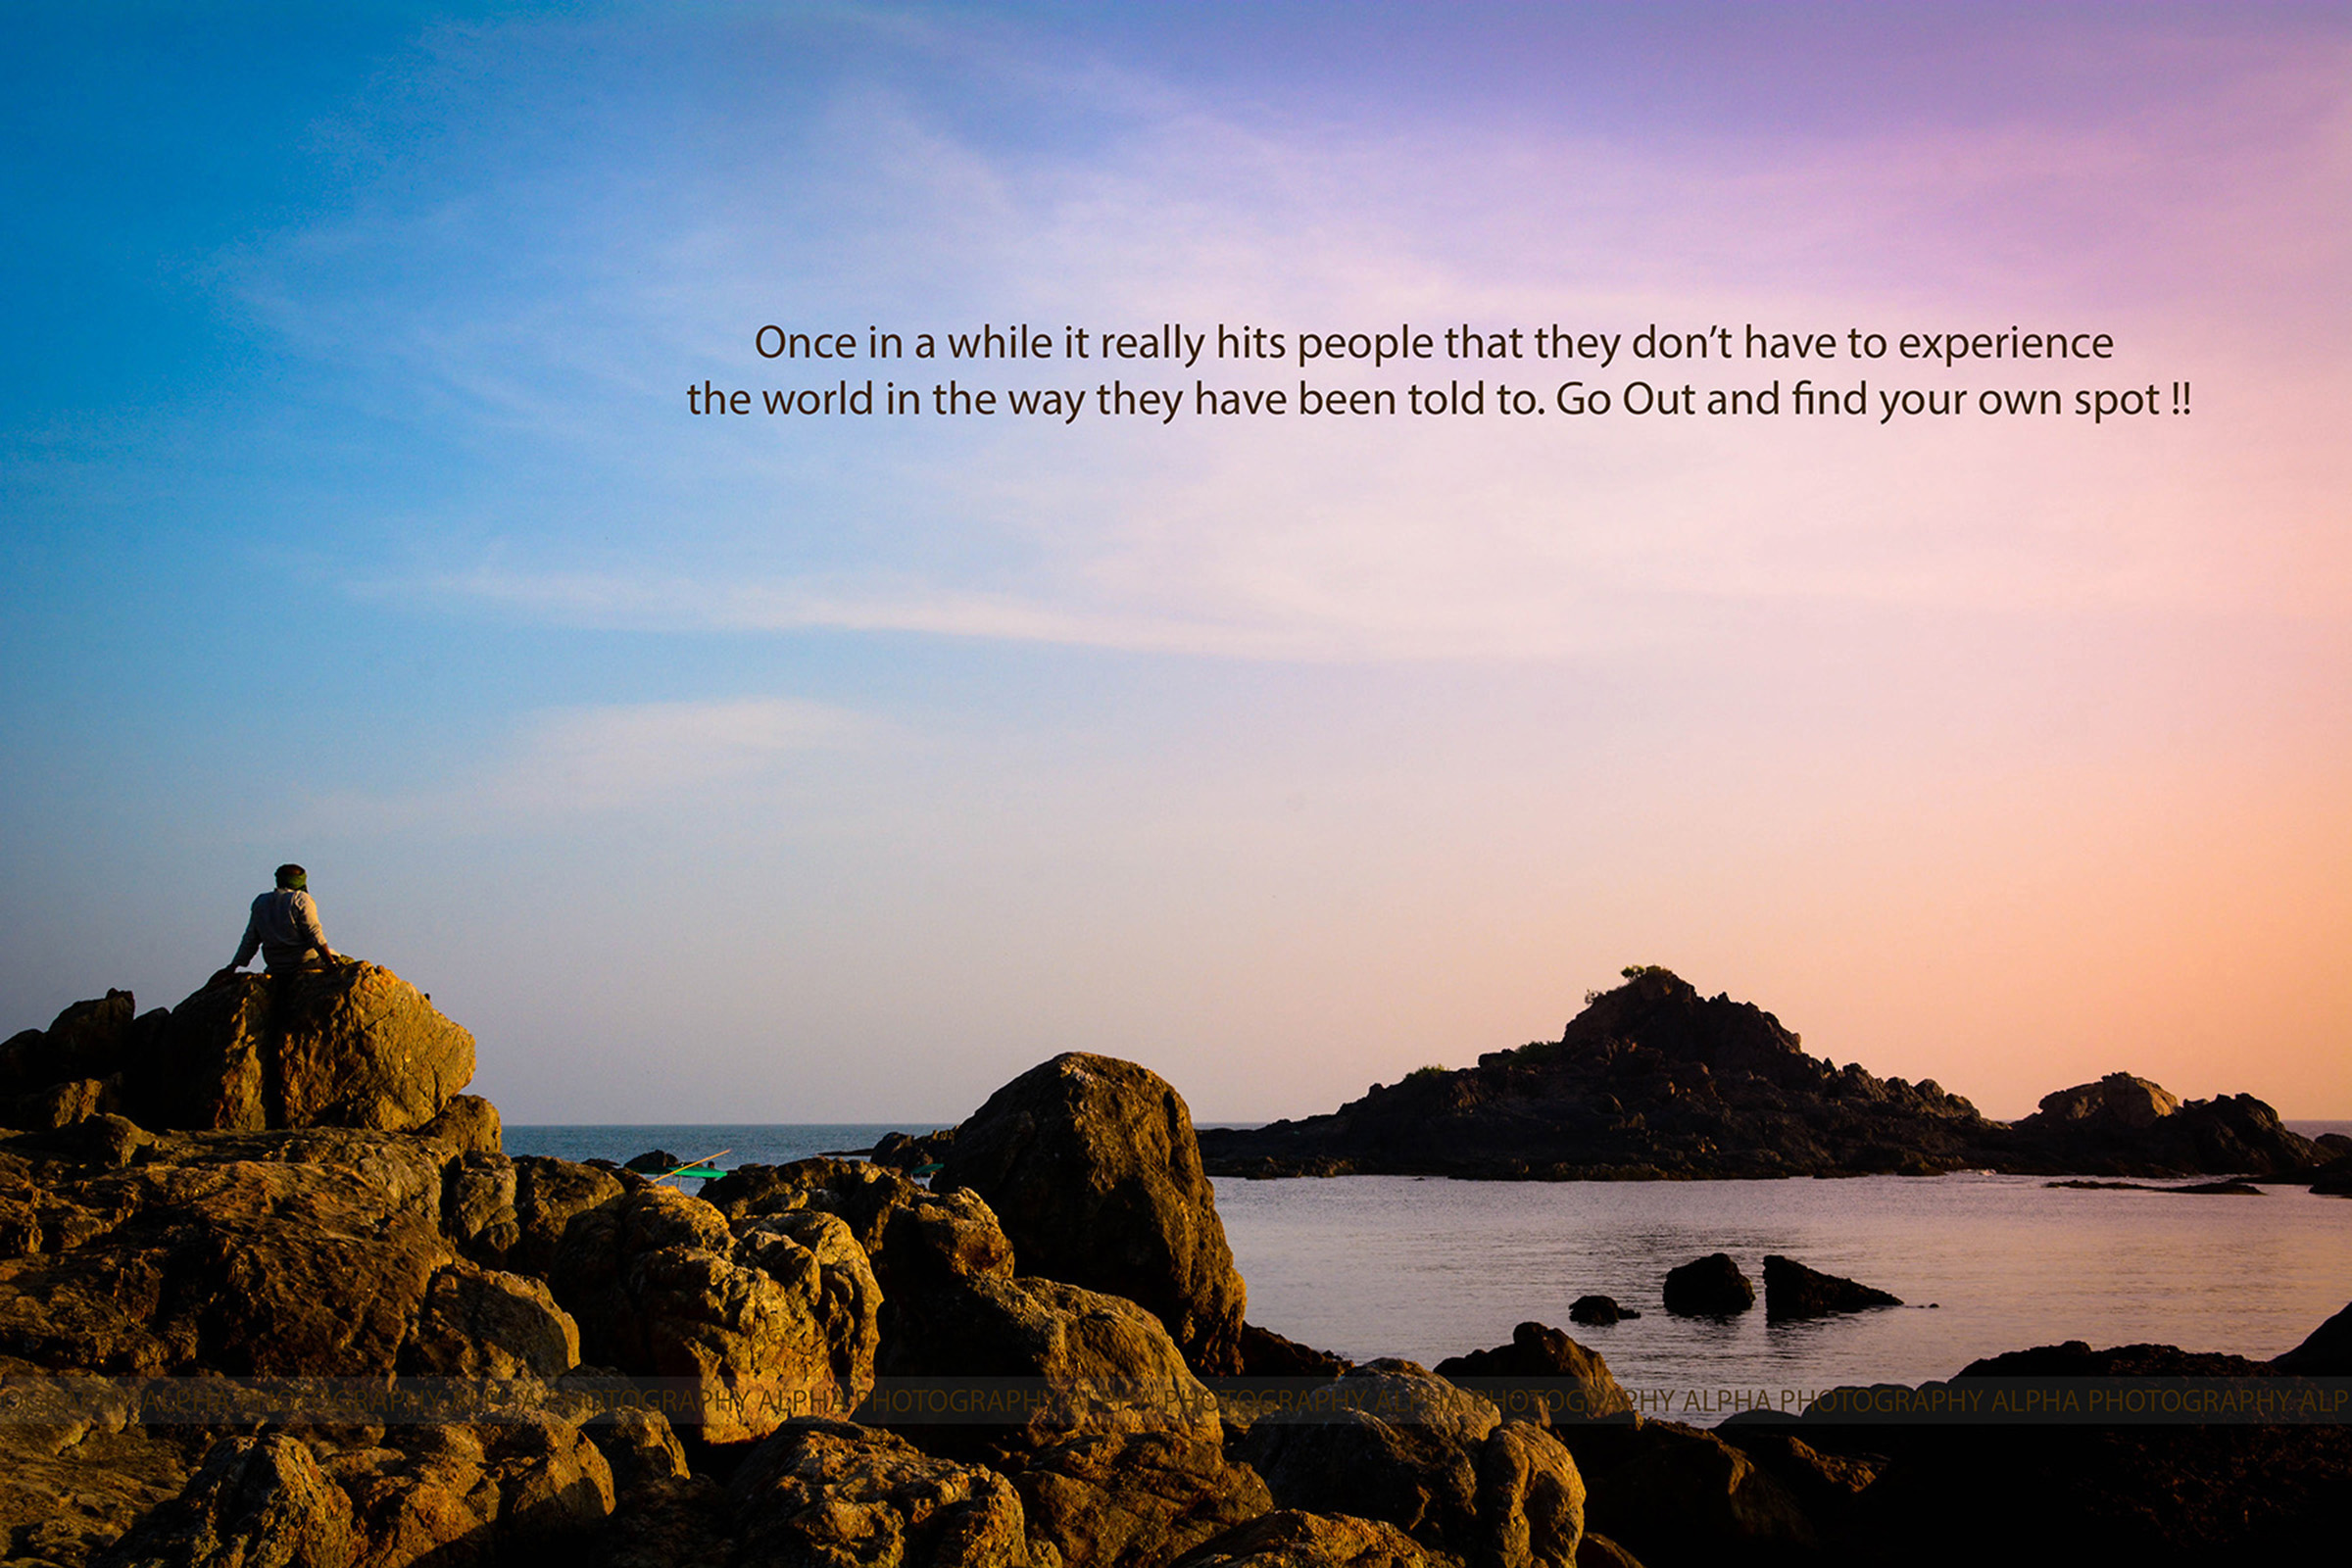 Once in a while it really hits people that they don’t have to experience
the world in the way they have been told to. Go Out and find your own spot !!
OGRAPHY ALPHA PHOTOGRAPHY ALPHA PHOTOGRAPHY ALPHA PHOTOGRAPHY ALPHA PHOTOGRAPHY ALPHA PHOTOGRAPHY ALPHA PHOTOGRAPHY ALPHA PHOTOGRAPHY ALP